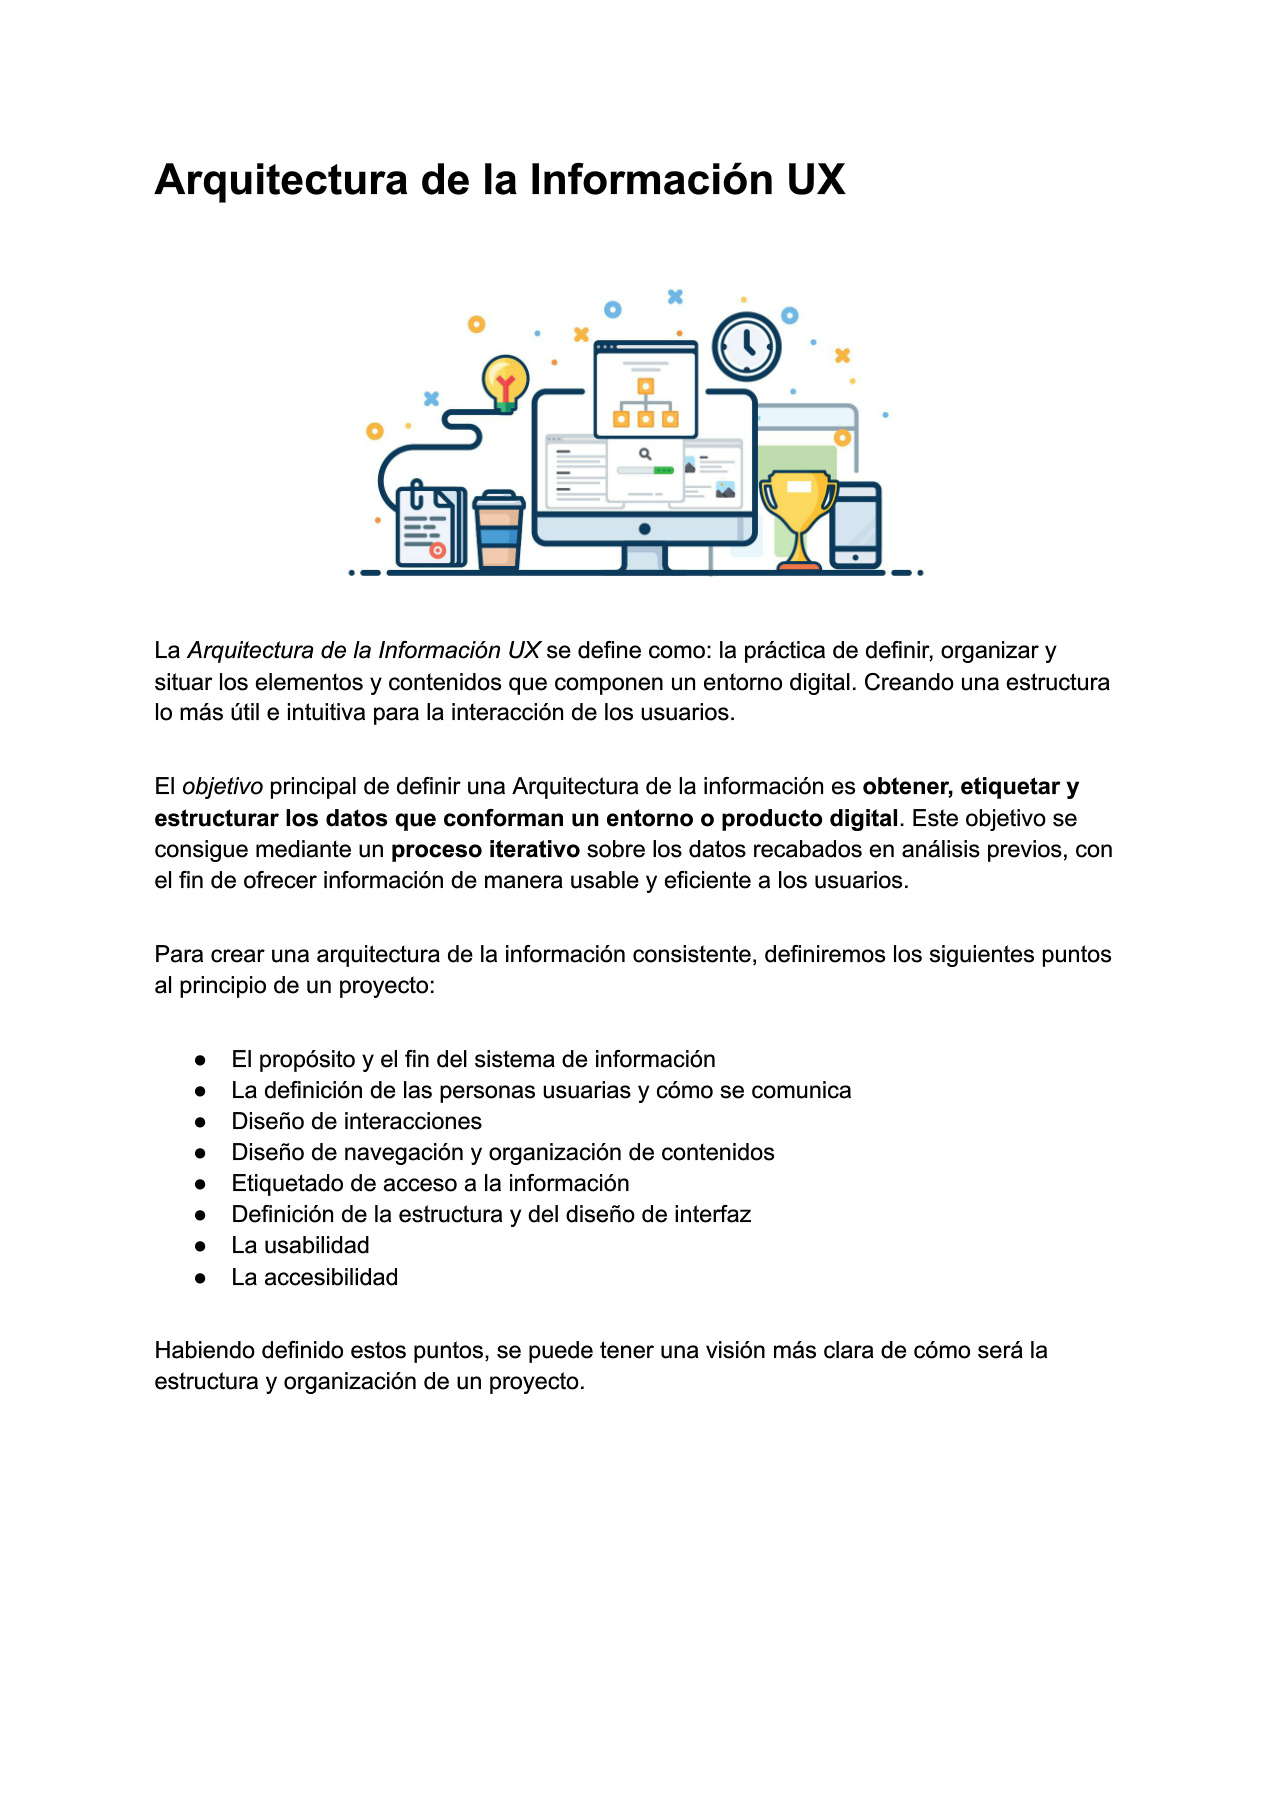 Arquitectura de la Información UX
La Arquitectura de la Información UX se define como: la práctica de definir, organizar y
situar los elementos y contenidos que componen un entorno digital. Creando una estructura
lo más útil e intuitiva para la interacción de los usuarios.
El objetivo principal de definir una Arquitectura de la información es obtener, etiquetar y
estructurar los datos que conforman un entorno o producto digital. Este objetivo se
consigue mediante un proceso iterativo sobre los datos recabados en análisis previos, con
el fin de ofrecer información de manera usable y eficiente a los usuarios.
Para crear una arquitectura de la información consistente, definiremos los siguientes puntos
al principio de un proyecto:
● El propósito y el fin del sistema de información
● La definición de las personas usuarias y cómo se comunica
● Diseño de interacciones
● Diseño de navegación y organización de contenidos
● Etiquetado de acceso a la información
● Definición de la estructura y del diseño de interfaz
● La usabilidad
● La accesibilidad
Habiendo definido estos puntos, se puede tener una visión más clara de cómo será la
estructura y organización de un proyecto.